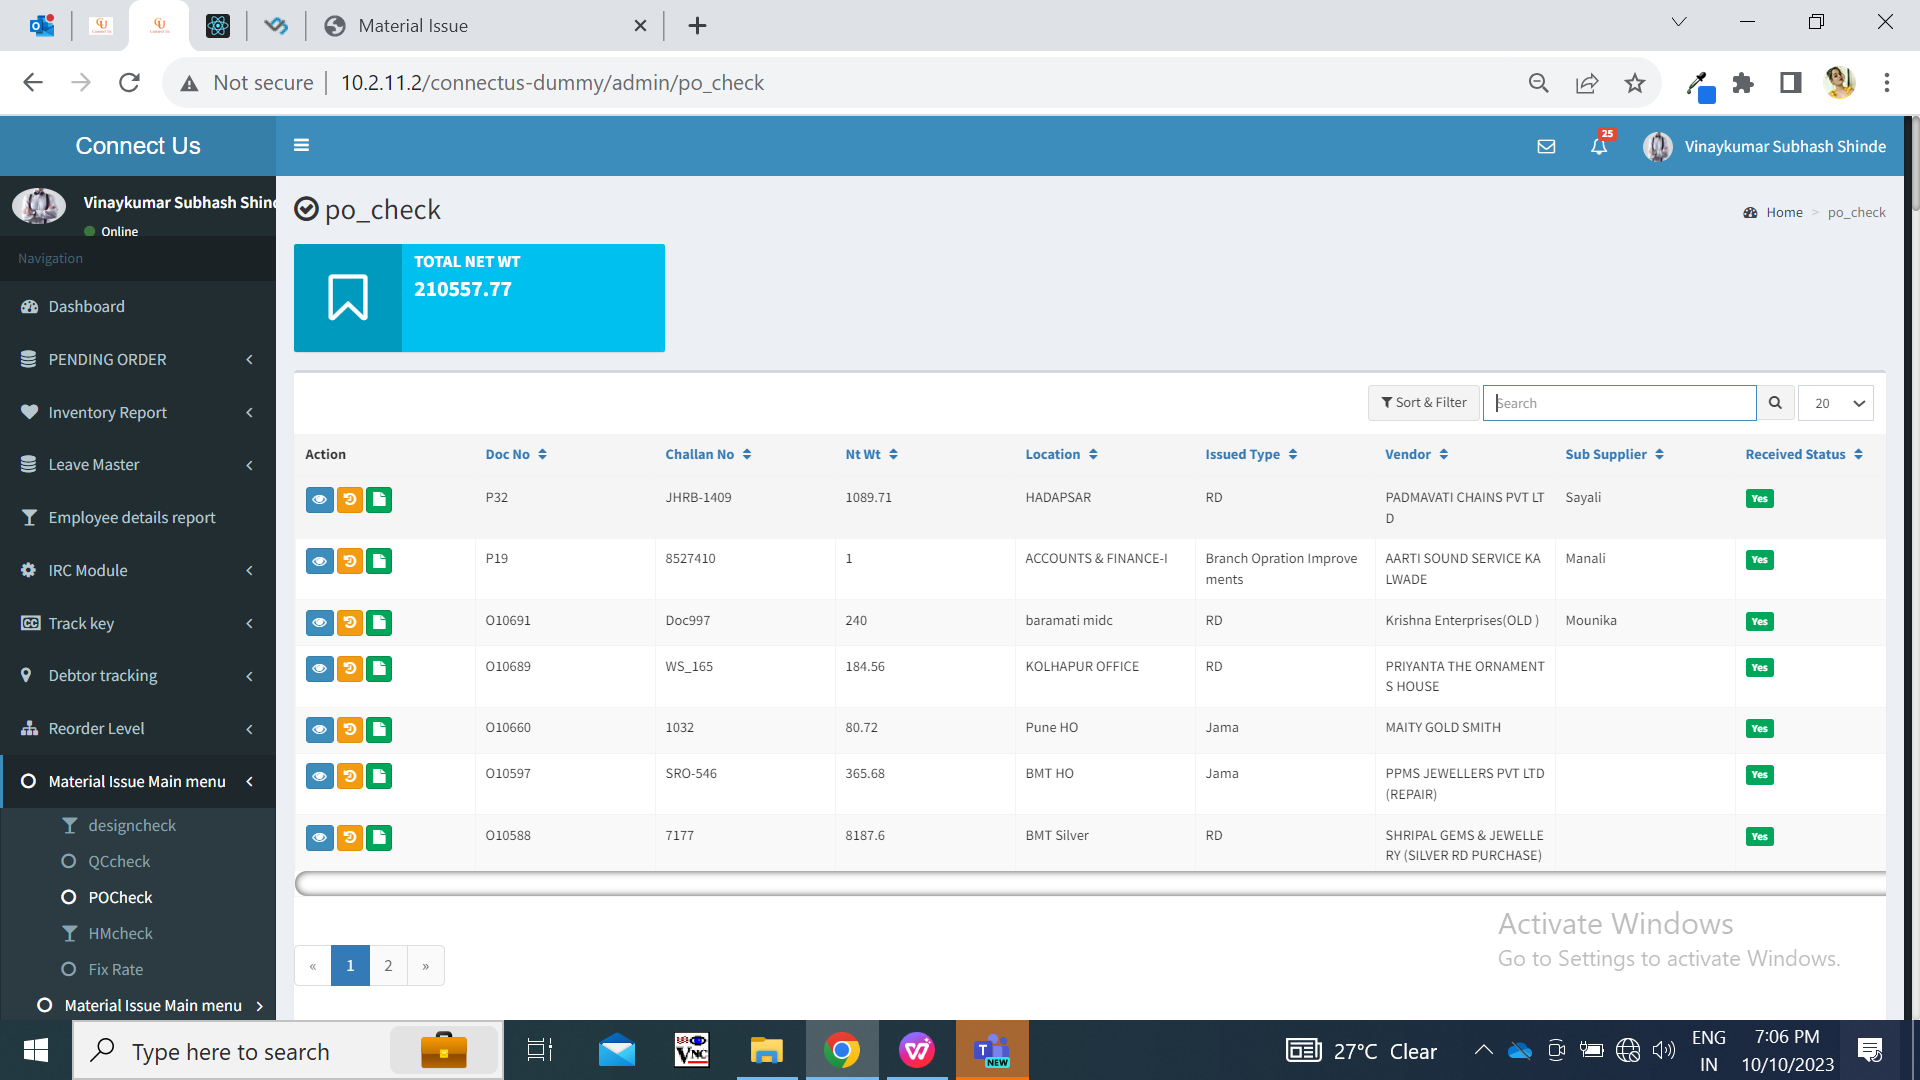 Material Issue
Not secure
10.2.11.2/connectus-dummy/admin/po_check
Connect Us
25
Vinaykumar Subhash Shinde
Vinaykumar Subhash Shind
Online
Navigation
Dashboard
PENDING ORDER
Inventory Report
Leave Master
Employee details report
IRC Module
Track key
Debtor tracking
Reorder Level
Material Issue Main menu
designcheck
QCcheck
POCheck
HMcheck
Fix Rate
Material Issue Main menu
po_check
Home > po_check
TOTAL NET WT
210557.77
Sort & Filter
Search
20
Action Doc No Challan No Nt Wt Location Issued Type Vendor Sub Supplier Received Status
P32 JHRB-1409 1089.71 HADAPSAR RD PADMAVATI CHAINS PVT LT Sayali Yes
D
P19 8527410 1 ACCOUNTS & FINANCE-I Branch Opration Improve AARTI SOUND SERVICE KA Manali Yes
ments LWADE
O10691 Doc997 240 baramati midc RD Krishna Enterprises(OLD ) Mounika Yes
O10689 WS_165 184.56 KOLHAPUR OFFICE RD PRIYANTA THE ORNAMENT Yes
S HOUSE
O10660 1032 80.72 Pune HO Jama MAITY GOLD SMITH Yes
O10597 SRO-546 365.68 BMT HO Jama PPMS JEWELLERS PVT LTD Yes
(REPAIR)
O10588 7177 8187.6 BMT Silver RD SHRIPAL GEMS & JEWELLE Yes
RY (SILVER RD PURCHASE)
« 1 2 »
Activate Windows
Go to Settings to activate Windows.
Type here to search
VNC
NEW
27°C Clear
ENG
IN
7:06 PM
10/10/2023